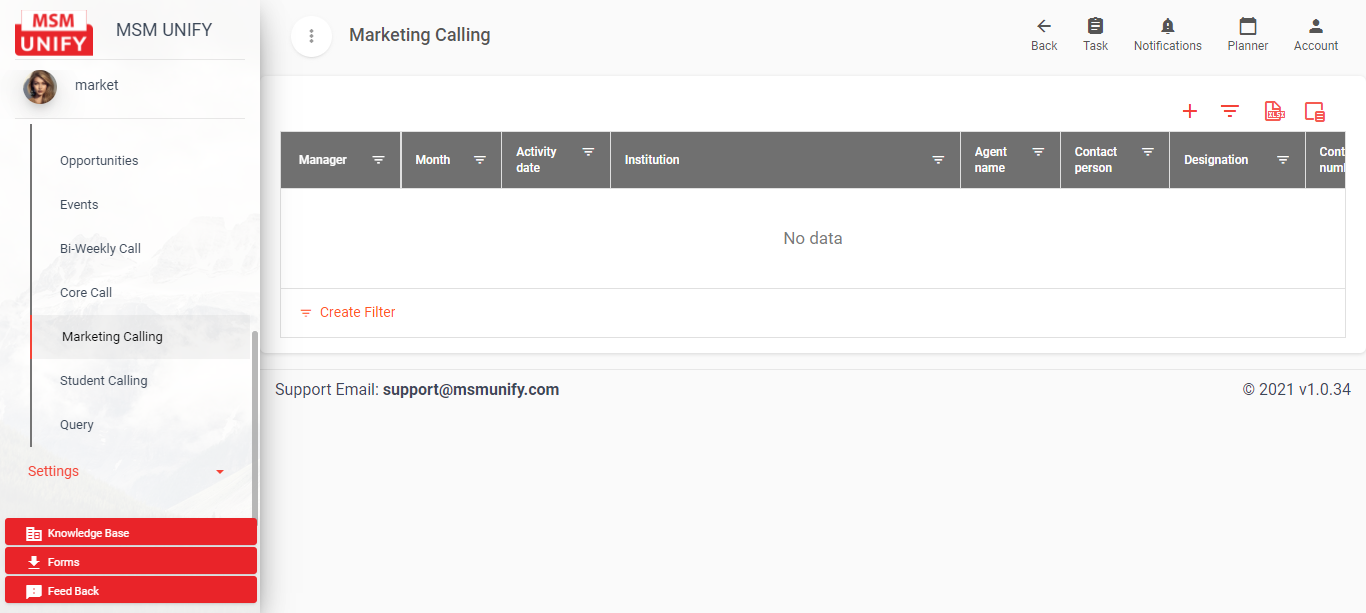 MSM
UNIFY
MSM UNIFY
market
Opportunities
Events
Bi-Weekly Call
Core Call
Marketing Calling
Student Calling
Query
Settings
Knowledge Base
Forms
Feed Back
Marketing Calling
Back
Task
Notifications
Planner
Account
XLSX
Manager
Month
Activity
date
Institution
Agent
name
Contact
person
Designation
Cont
num
No data
Create Filter
Support Email: support@msmunify.com
© 2021 v1.0.34